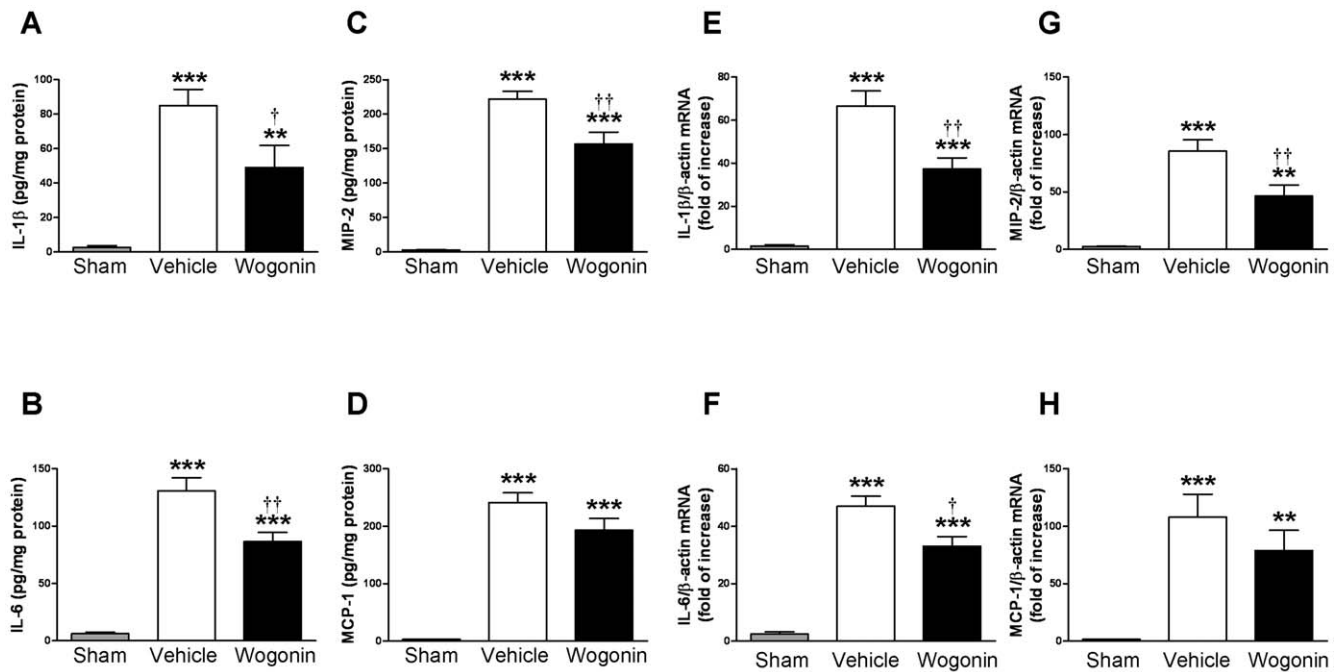 A
IL-1β (pg/mg protein)
100
80
60
40
20
0
***
†
**
Sham Vehicle Wogonin
C
MIP-2 (pg/mg protein)
250
200
150
100
50
0
***
††
***
Sham Vehicle Wogonin
E
IL-1β/β-actin mRNA
(fold of increase)
80
60
40
20
0
***
††
***
Sham Vehicle Wogonin
G
MIP-2/β-actin mRNA
(fold of increase)
150
100
50
0
***
††
**
Sham Vehicle Wogonin
B
IL-6 (pg/mg protein)
150
100
50
0
***
††
***
Sham Vehicle Wogonin
D
MCP-1 (pg/mg protein)
300
200
100
0
***
***
Sham Vehicle Wogonin
F
IL-6/β-actin mRNA
(fold of increase)
60
40
20
0
***
†
***
Sham Vehicle Wogonin
H
MCP-1/β-actin mRNA
(fold of increase)
150
100
50
0
***
**
Sham Vehicle Wogonin